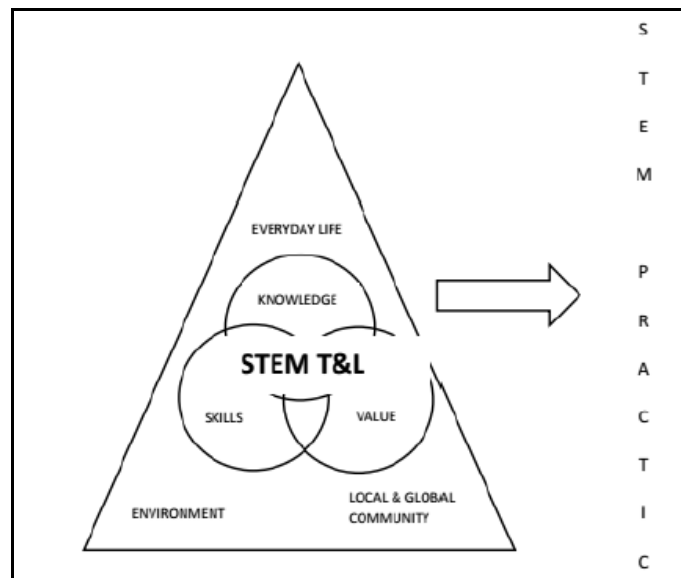 EVERYDAY LIFE
KNOWLEDGE
STEM T&L
SKILLS
VALUE
ENVIRONMENT
LOCAL & GLOBAL
COMMUNITY
S
T
E
M
P
R
A
C
T
I
C